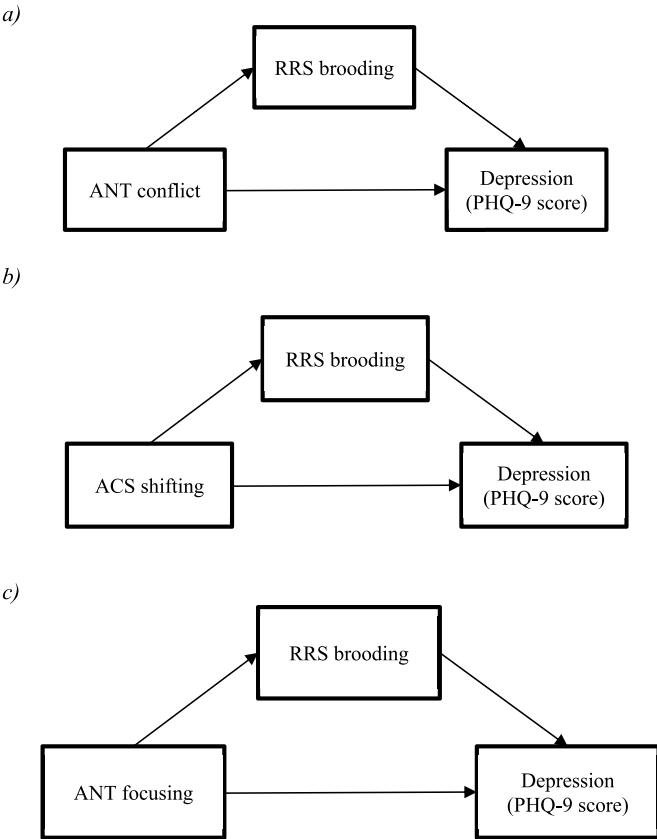 a)
RRS brooding
ANT conflict
Depression
(PHQ-9 score)
b)
RRS brooding
ACS shifting
Depression
(PHQ-9 score)
c)
RRS brooding
ANT focusing
Depression
(PHQ-9 score)